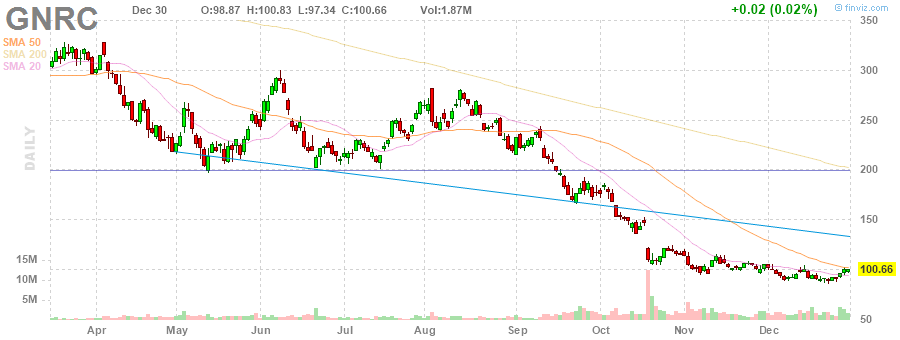 GNRC Dec 30 O:98.87 H:100.83 L:97.34 C:100.66 Vol:1.87M +0.02 (0.02%) © finviz.com
SMA 50
SMA 200
SMA 20
DAILY
350
300
250
200
150
100.66
50
15M
10M
5M
Apr May Jun Jul Aug Sep Oct Nov Dec